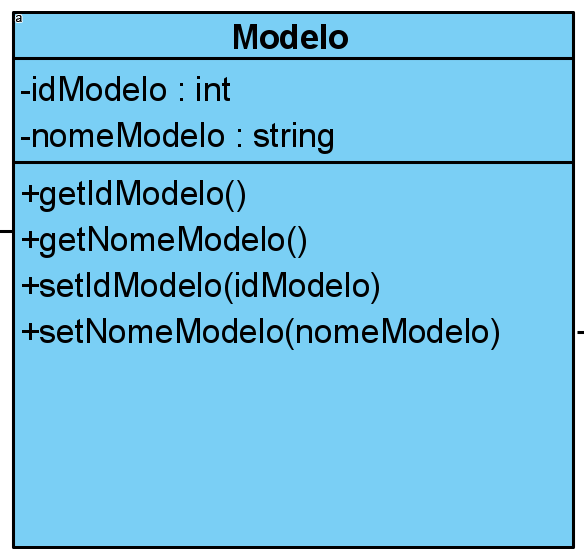 a
Modelo
-idModelo : int
-nomeModelo : string
+getIdModelo()
+getNomeModelo()
+setIdModelo(idModelo)
+setNomeModelo(nomeModelo)